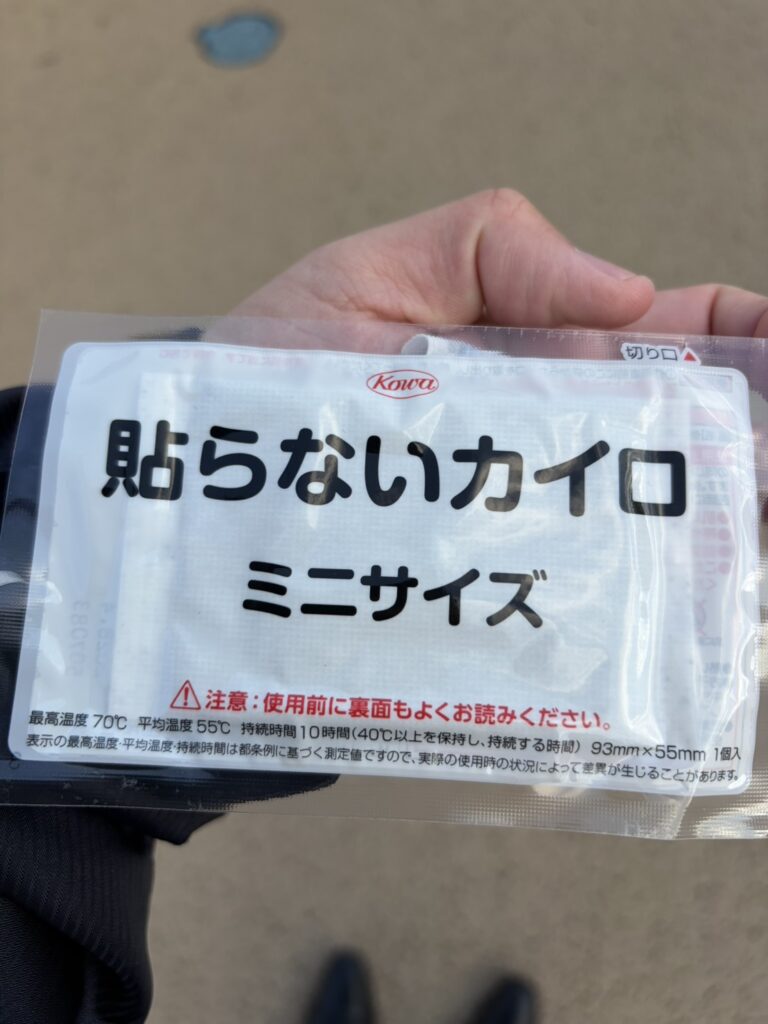 切り口
Kowa
貼らないカイロ
ミニサイズ
注意：使用前に裏面もよくお読みください。
最高温度 70℃ 平均温度 55℃ 持続時間10時間(40℃以上を保持し、持続する時間) 93mm×55mm 1個入
表示の最高温度・平均温度・持続時間は都条例に基づく測定値ですので、実際の使用時の状況によって差異が生じることがあります。